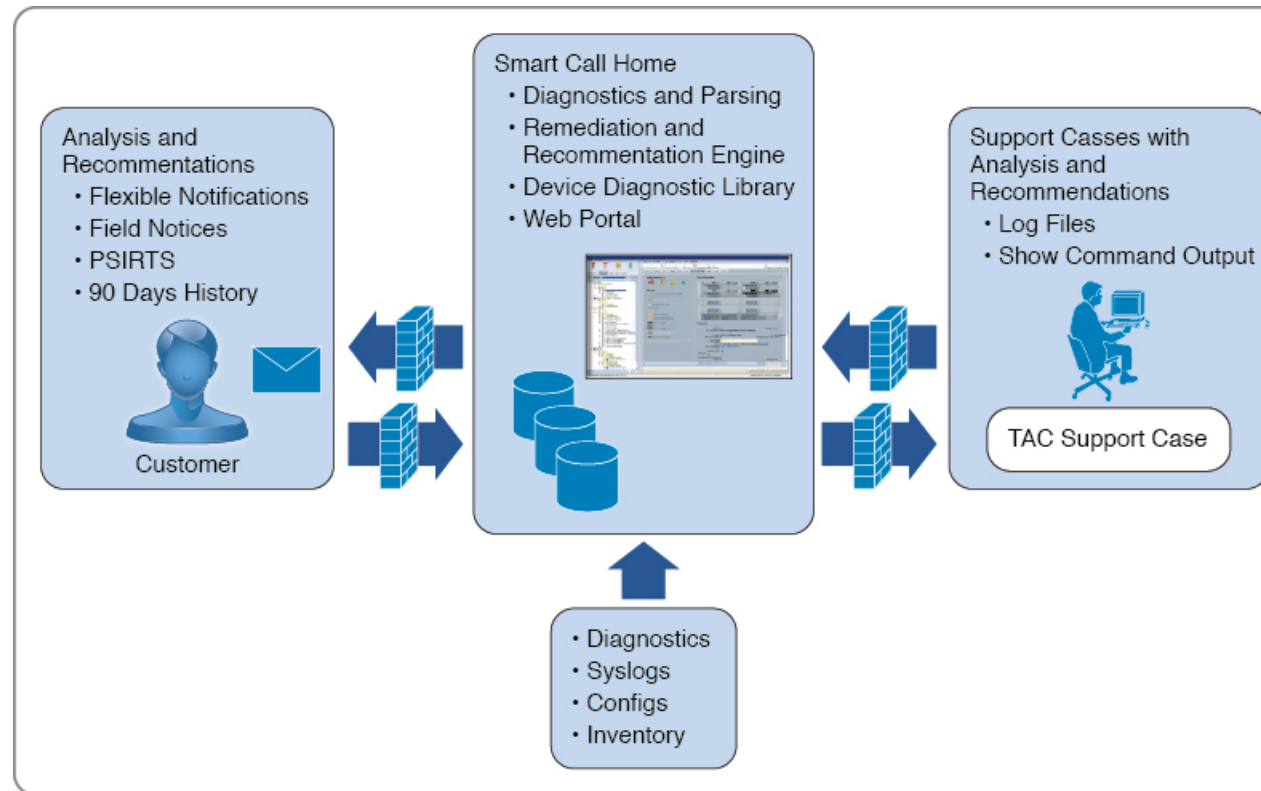 Analysis and
Recommentations
• Flexible Notifications
• Field Notices
• PSIRTS
• 90 Days History
Customer
Smart Call Home
• Diagnostics and Parsing
• Remediation and
Recommentation Engine
• Device Diagnostic Library
• Web Portal
Support Casses with
Analysis and
Recommendations
• Log Files
• Show Command Output
TAC Support Case
• Diagnostics
• Syslogs
• Configs
• Inventory